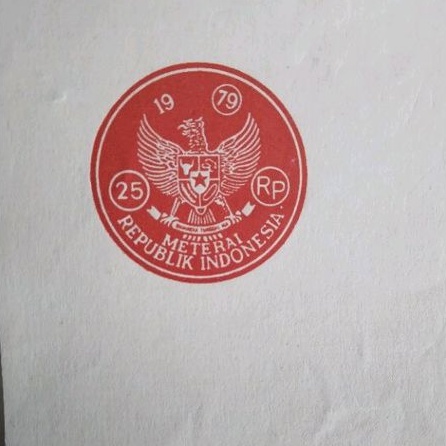 19 79
25 Rp
METERAI
REPUBLIK INDONESIA